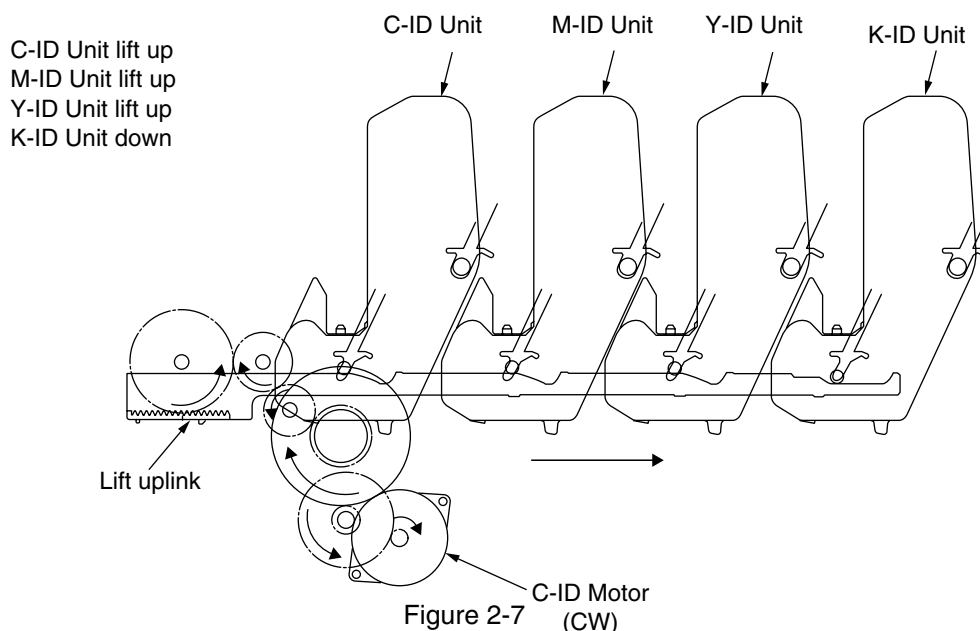 C-ID Unit lift up
M-ID Unit lift up
Y-ID Unit lift up
K-ID Unit down
C-ID Unit
M-ID Unit
Y-ID Unit
K-ID Unit
Lift uplink
C-ID Motor
(CW)
Figure 2-7